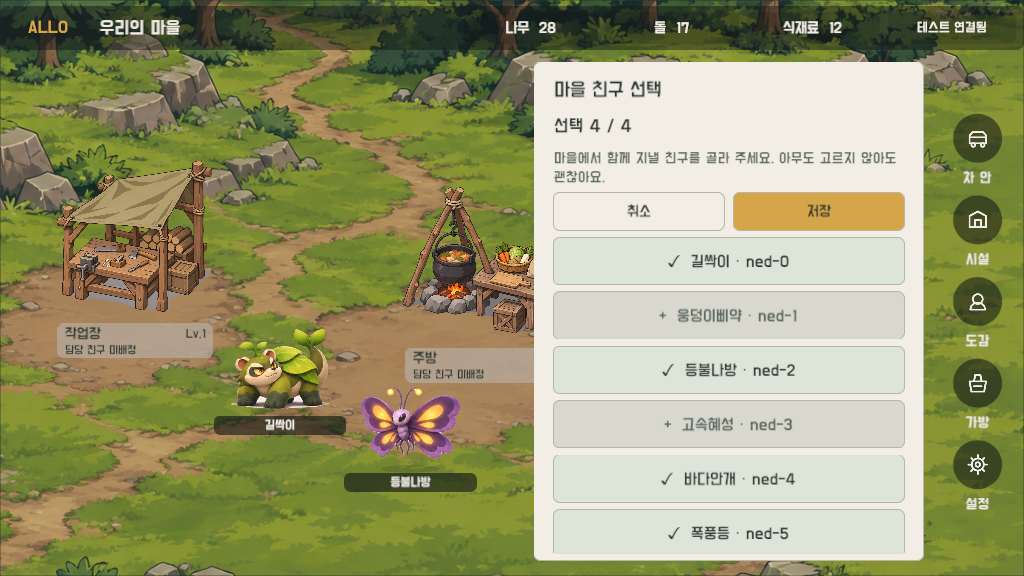 ALLO 우리의 마을 나무 28 돌 17 식재료 12 테스트 연결됨
마을 친구 선택
선택 4 / 4
마을에서 함께 지낼 친구를 골라 주세요. 아무도 고르지 않아도
괜찮아요.
취소 저장
✓ 길싹이 · ned-0
+ 웅덩이삐약 · ned-1
✓ 등불나방 · ned-2
+ 고속혜성 · ned-3
✓ 바다안개 · ned-4
✓ 폭풍등 · ned-5
작업장 Lv.1
담당 친구 미배정
주방
담당 친구 미배정
길싹이
등불나방
차 안
시설
도감
가방
설정